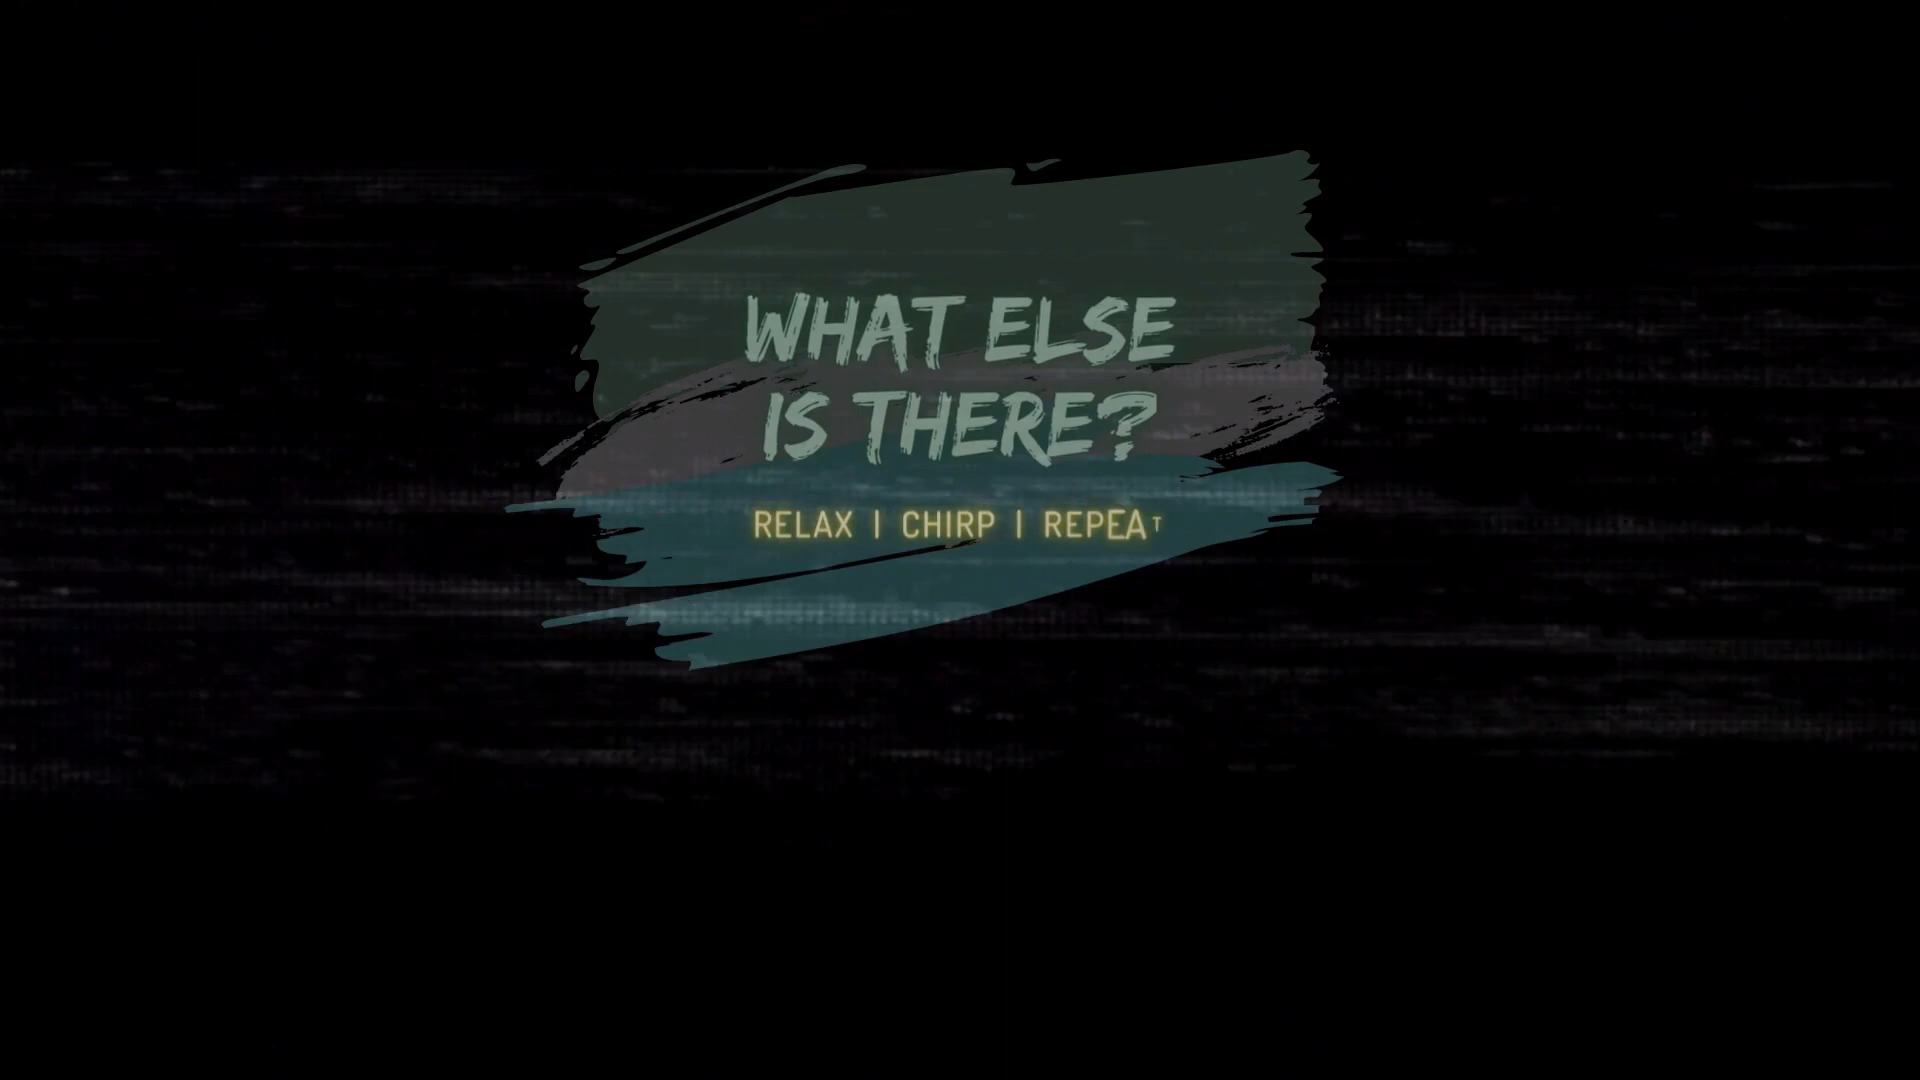 WHAT ELSE
IS THERE?
RELAX | CHIRP | REPEAT